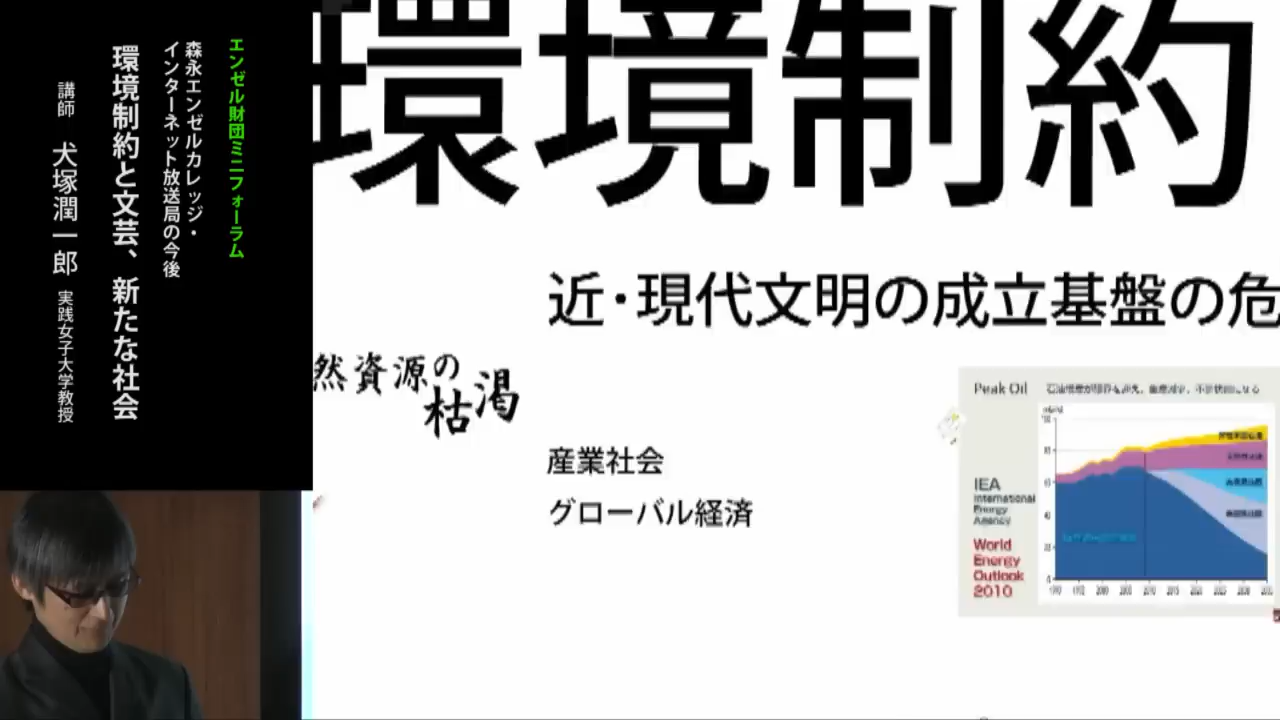 エンゼル財団ミニフォーラム
森永エンゼルカレッジ・
インターネット放送局の今後
環境制約と文芸、新たな社会
講師 犬塚潤一郎 実践女子大学教授
環境制約
近・現代文明の成立基盤の危
然資源の
枯渇
産業社会
グローバル経済
Peak Oil
IEA
International
Energy
Agency
World
Energy
Outlook
2010